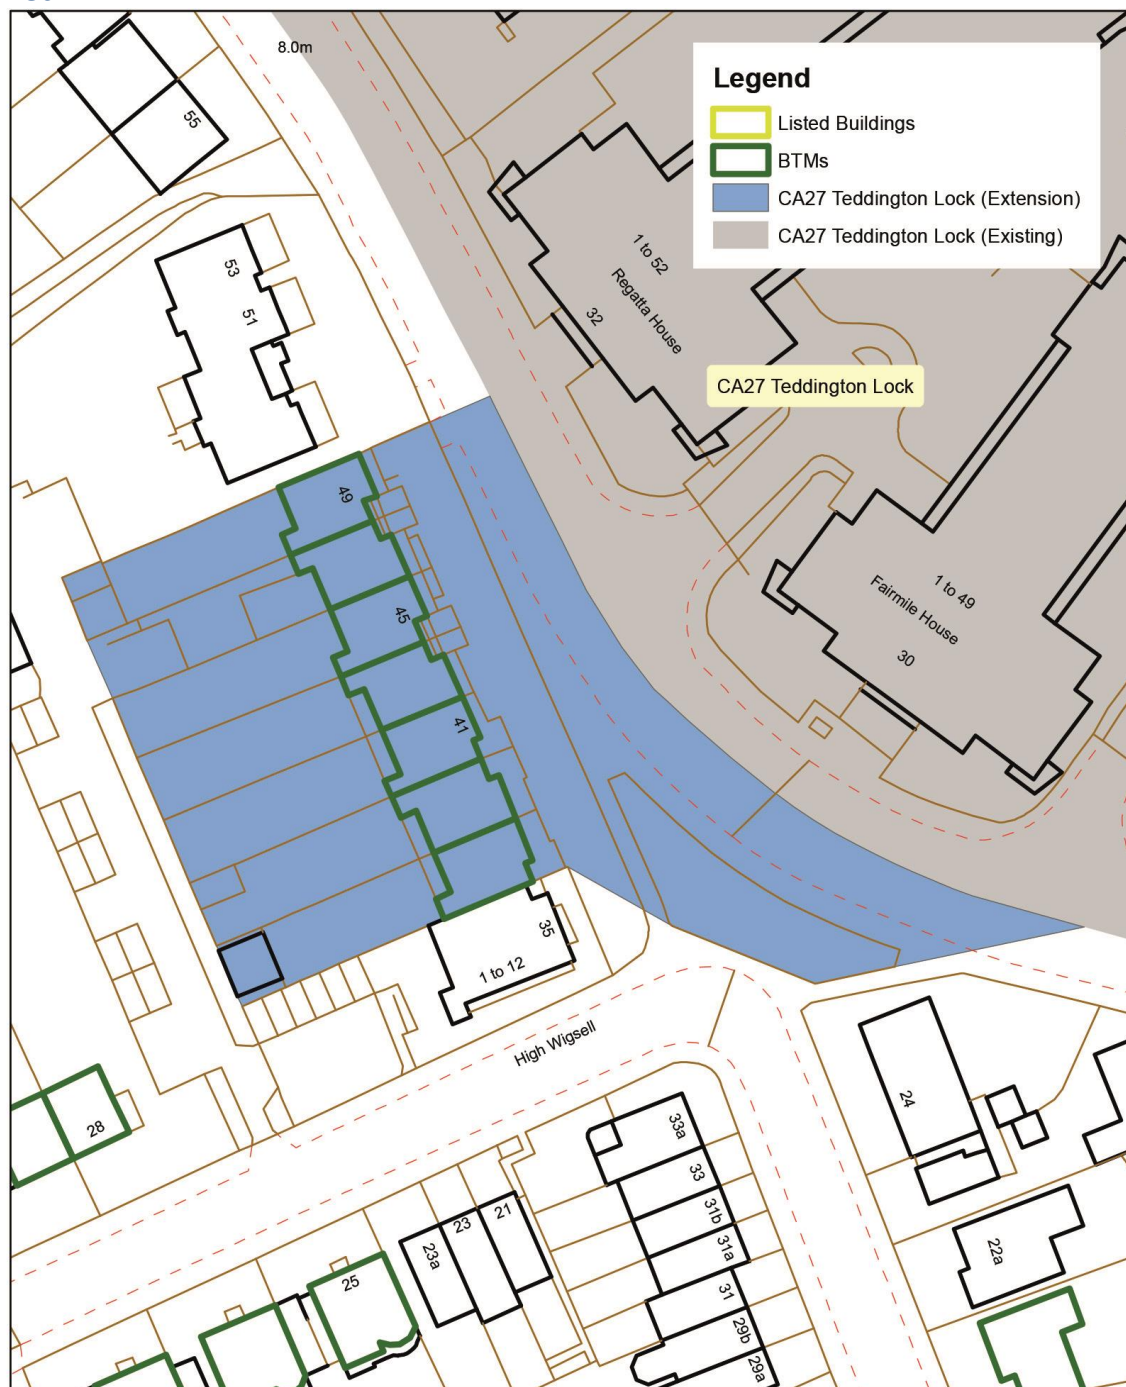 8.0m
Legend
Listed Buildings
BTMs
CA27 Teddington Lock (Extension)
CA27 Teddington Lock (Existing)
55
53
51
1 to 52
Regatta House
32
CA27 Teddington Lock
49
45
41
1 to 49
Fairmile House
30
35
1 to 12
High Wigsell
28
24
33a
33
31b
31a
31
29b
29a
21
23
23a
25
22a